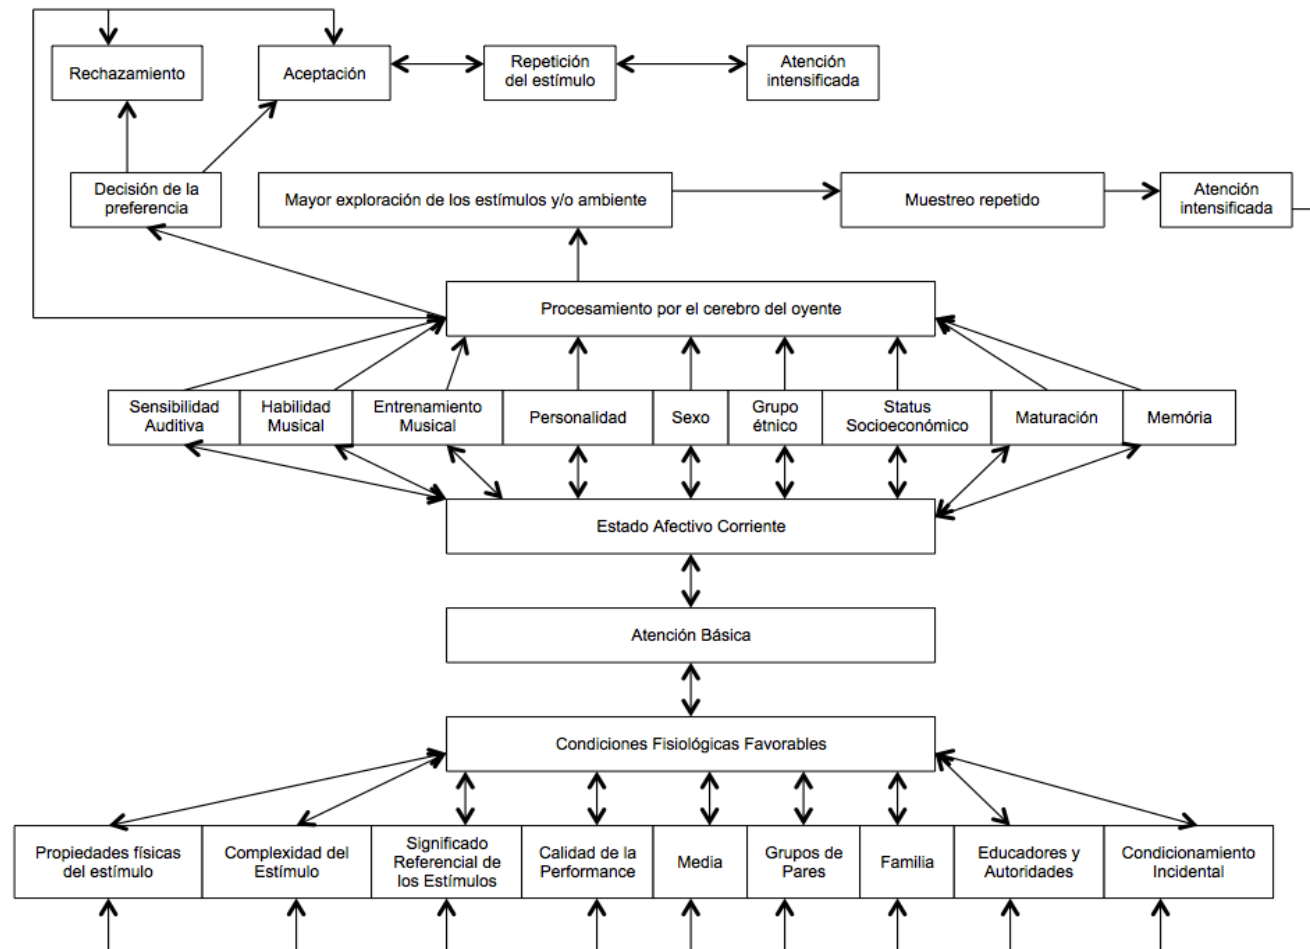 Rechazamiento
Aceptación
Repetición
del estímulo
Atención
intensificada
Decisión de la
preferencia
Mayor exploración de los estímulos y/o ambiente
Muestreo repetido
Atención
intensificada
Procesamiento por el cerebro del oyente
Sensibilidad
Auditiva
Habilidad
Musical
Entrenamiento
Musical
Personalidad
Sexo
Grupo
étnico
Status
Socioeconómico
Maturación
Memória
Estado Afectivo Corriente
Atención Básica
Condiciones Fisiológicas Favorables
Propiedades físicas
del estímulo
Complexidad del
Estímulo
Significado
Referencial de
los Estímulos
Calidad de la
Performance
Media
Grupos de
Pares
Familia
Educadores y
Autoridades
Condicionamiento
Incidental